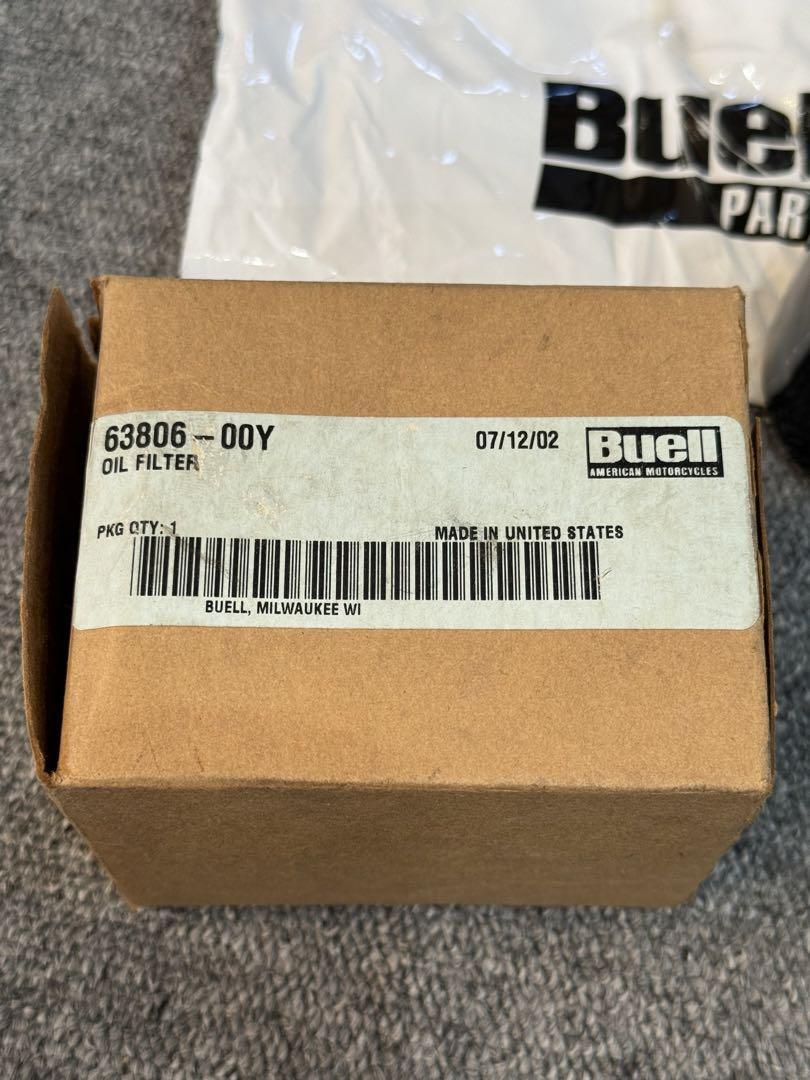 Buell
PAR
63806-00Y
07/12/02
Buell
OIL FILTER
AMERICAN MOTORCYCLES
PKG QTY: 1
MADE IN UNITED STATES
BUELL, MILWAUKEE WI